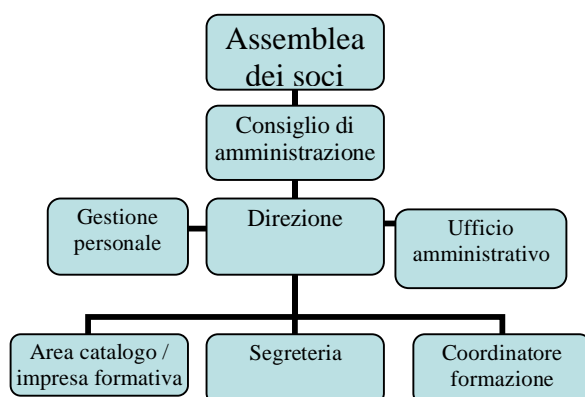 Assemblea
dei soci
Consiglio di
amministrazione
Gestione
personale
Direzione
Ufficio
amministrativo
Area catalogo /
impresa formativa
Segreteria
Coordinatore
formazione